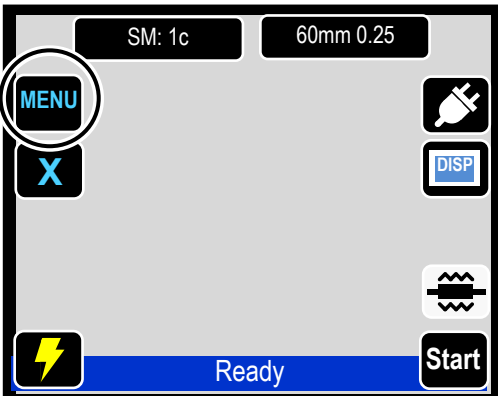 SM: 1c
60mm 0.25
MENU
X
DISP
Ready
Start